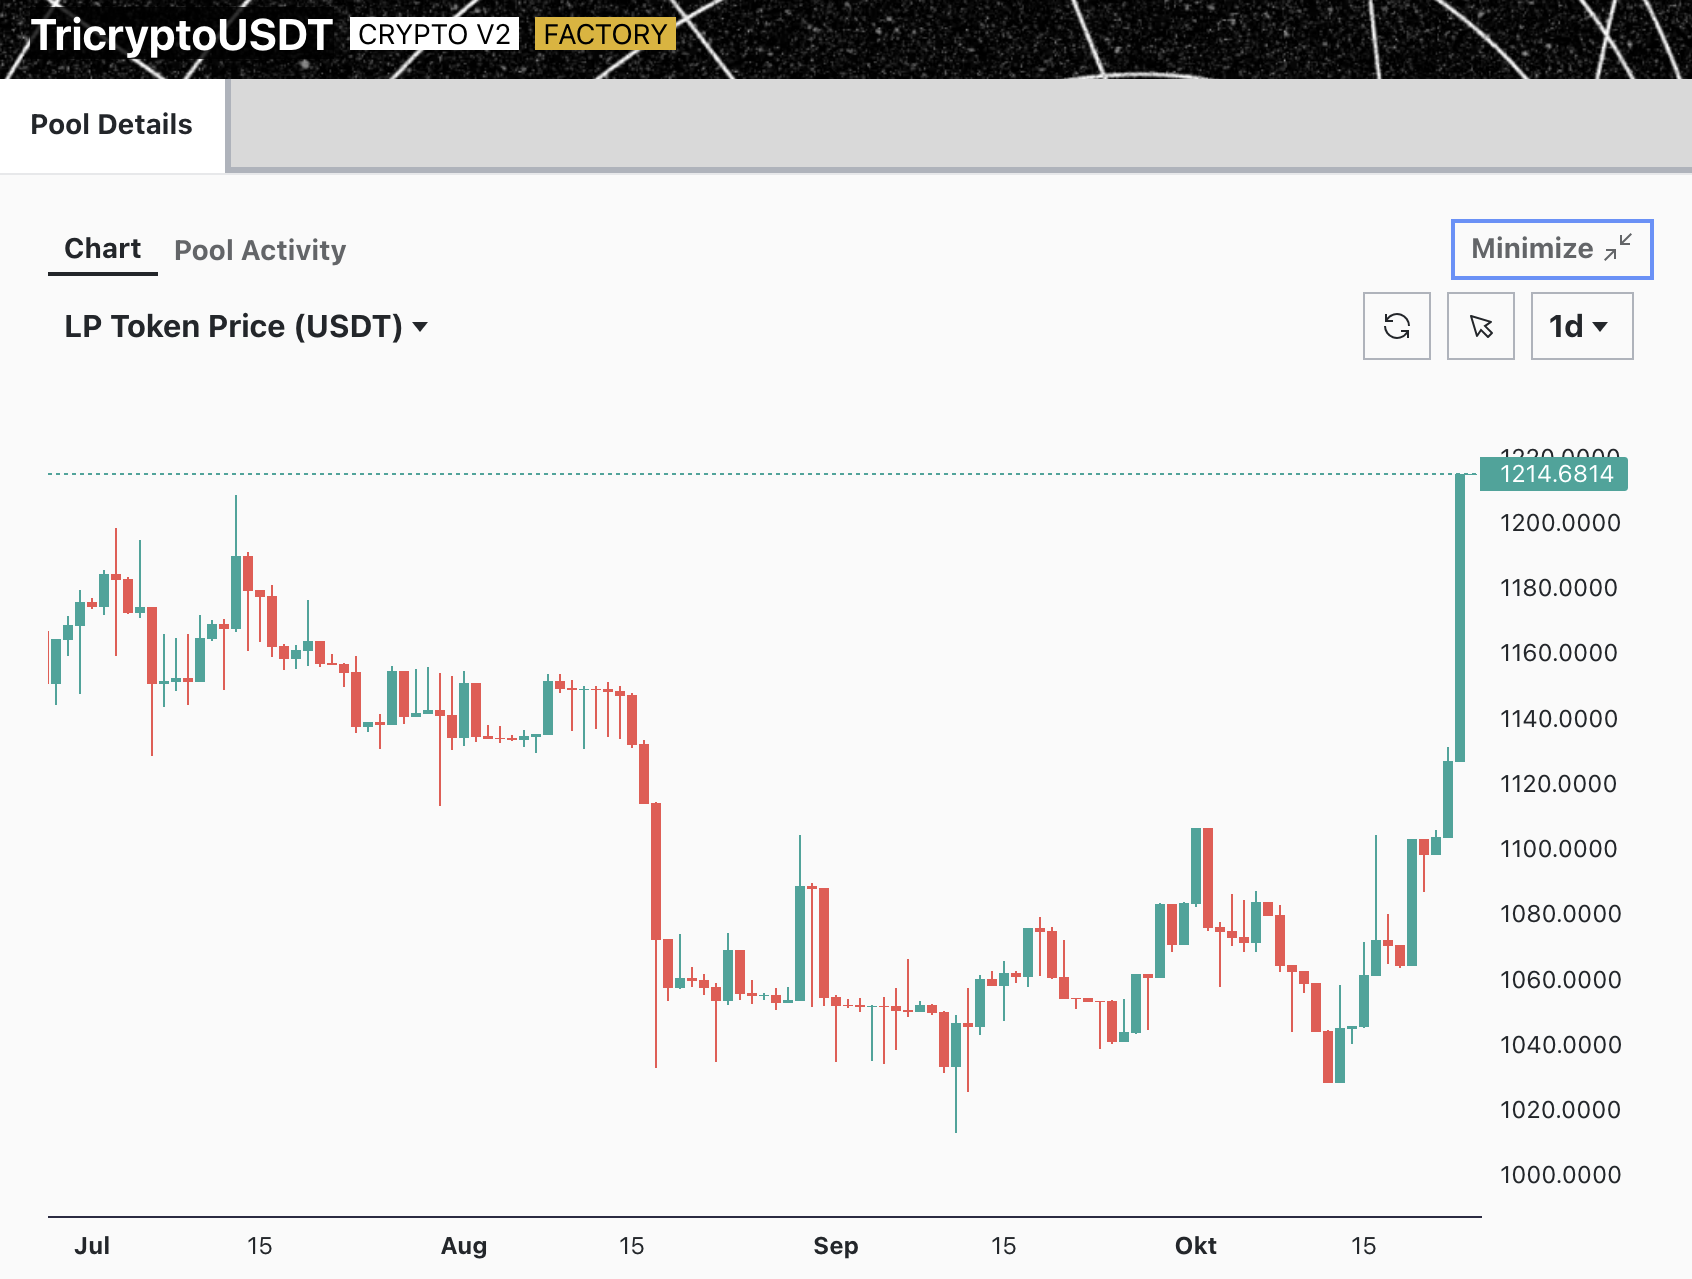 TricryptoUSDT CRYPTO V2 FACTORY
Pool Details
Chart Pool Activity Minimize
LP Token Price (USDT) 1d
1220.0000
1214.6814
1200.0000
1180.0000
1160.0000
1140.0000
1120.0000
1100.0000
1080.0000
1060.0000
1040.0000
1020.0000
1000.0000
Jul 15 Aug 15 Sep 15 Okt 15